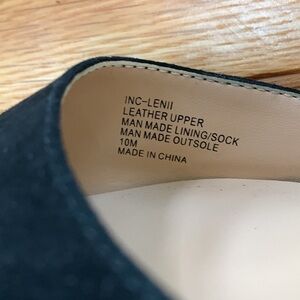 INC-LENII
LEATHER UPPER
MAN MADE LINING/SOCK
MAN MADE OUTSOLE
10M
MADE IN CHINA